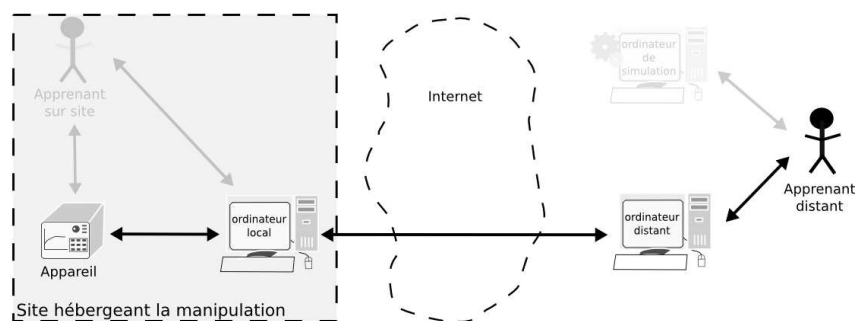 Apprenant
sur site
Appareil
ordinateur
local
Site hébergeant la manipulation
Internet
ordinateur
de
simulation
ordinateur
distant
Apprenant
distant